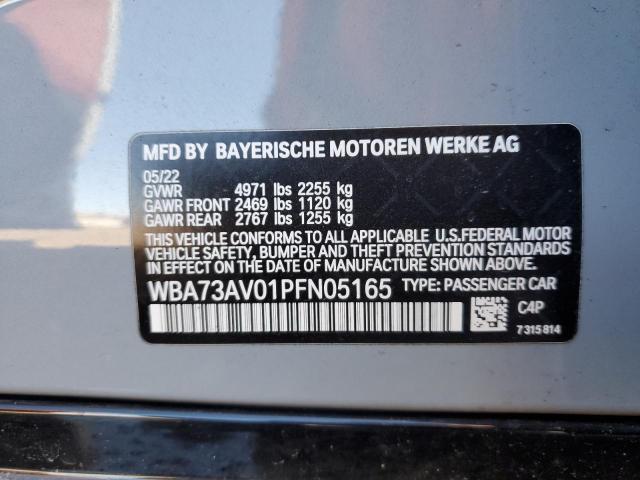 MFD BY BAYERISCHE MOTOREN WERKE AG
05/22
GVWR 4971 lbs 2255 kg
GAWR FRONT 2469 lbs 1120 kg
GAWR REAR 2767 lbs 1255 kg
THIS VEHICLE CONFORMS TO ALL APPLICABLE U.S.FEDERAL MOTOR
VEHICLE SAFETY, BUMPER, AND THEFT PREVENTION STANDARDS
IN EFFECT ON THE DATE OF MANUFACTURE SHOWN ABOVE.
WBA73AV01PFN05165 TYPE: PASSENGER CAR
C4P
7315814